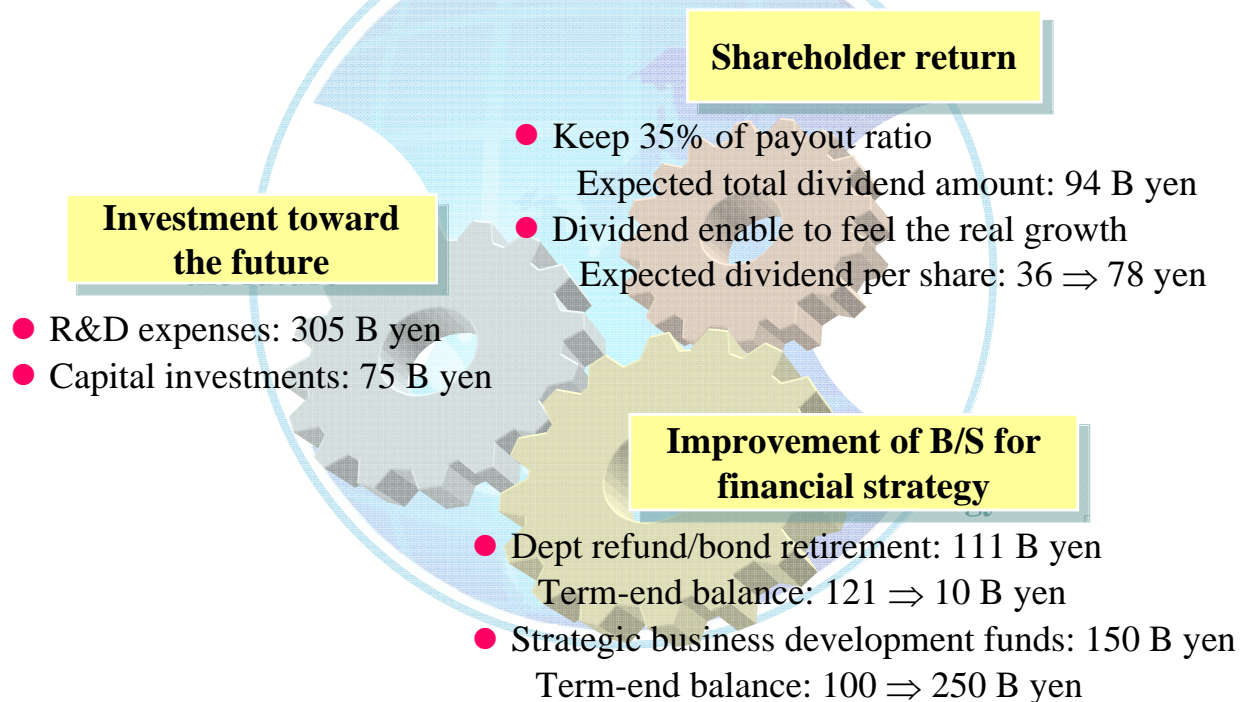 Shareholder return
● Keep 35% of payout ratio
Expected total dividend amount: 94 B yen
● Dividend enable to feel the real growth
Expected dividend per share: 36 ⇒ 78 yen
Investment toward
the future
● R&D expenses: 305 B yen
● Capital investments: 75 B yen
Improvement of B/S for
financial strategy
● Dept refund/bond retirement: 111 B yen
Term-end balance: 121 ⇒ 10 B yen
● Strategic business development funds: 150 B yen
Term-end balance: 100 ⇒ 250 B yen